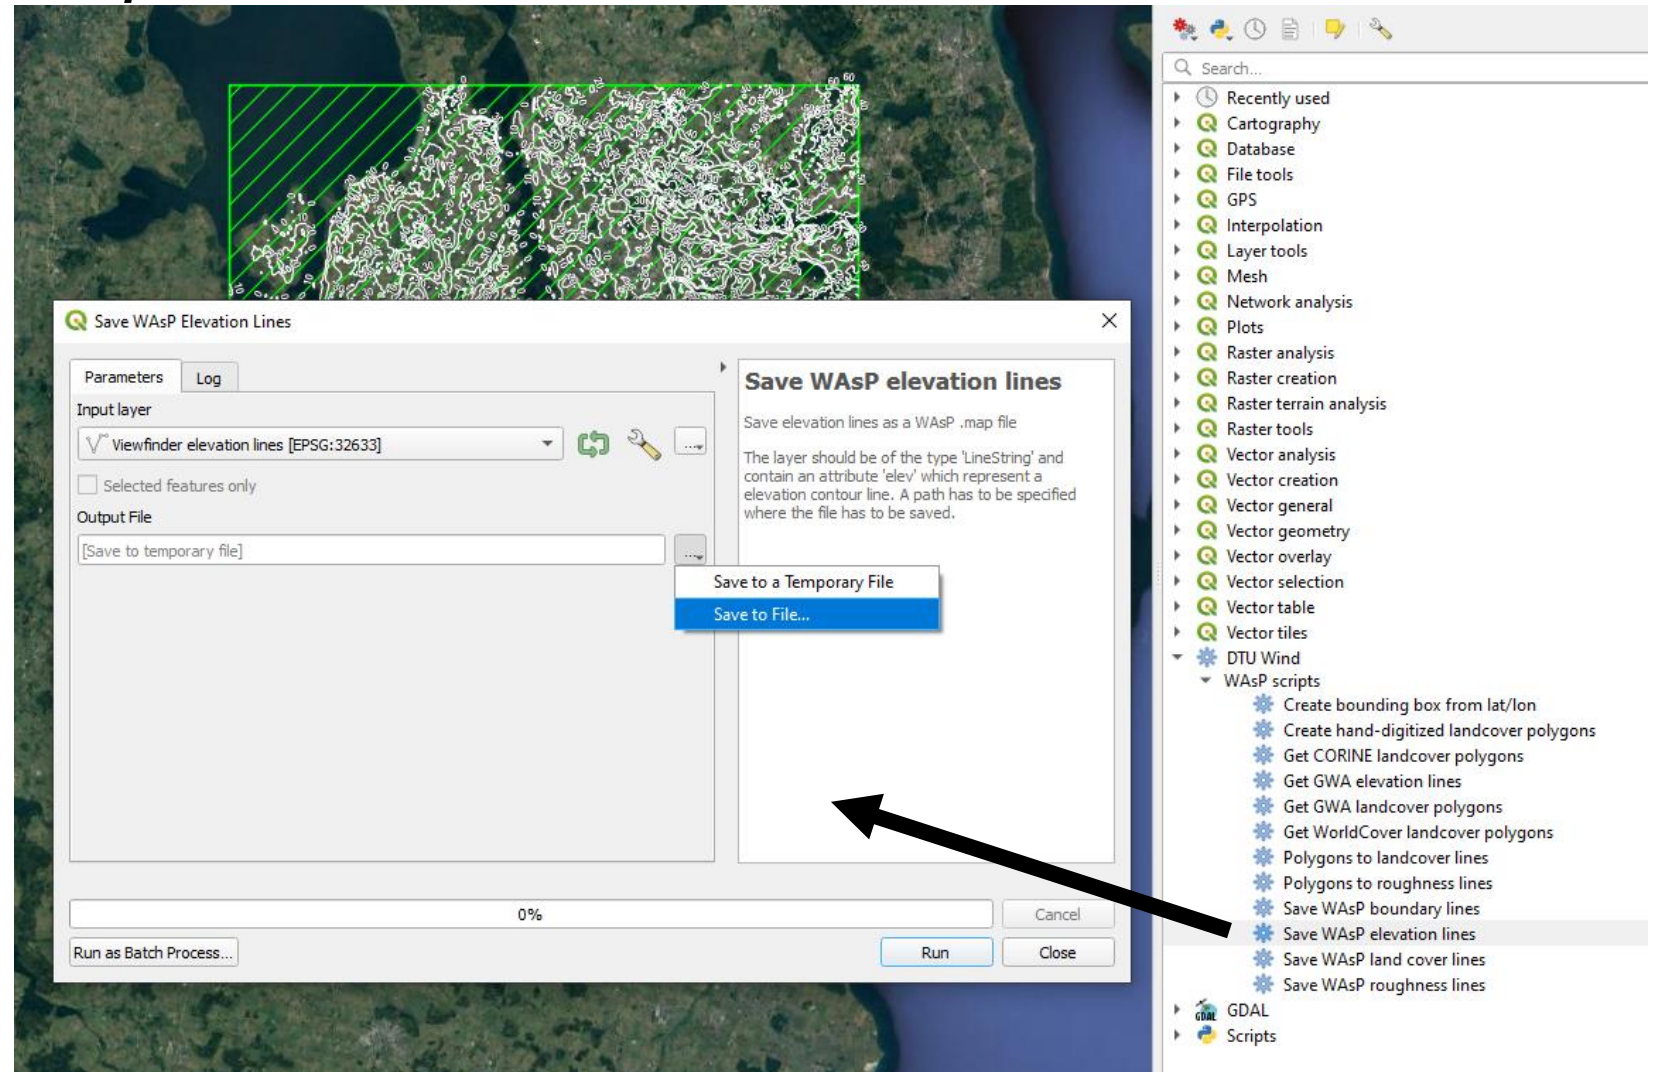 Search...
Recently used
Cartography
Database
File tools
GPS
Interpolation
Layer tools
Mesh
Network analysis
Plots
Raster analysis
Raster creation
Raster terrain analysis
Raster tools
Vector analysis
Vector creation
Vector general
Vector geometry
Vector overlay
Vector selection
Vector table
Vector tiles
DTU Wind
WAsP scripts
Create bounding box from lat/lon
Create hand-digitized landcover polygons
Get CORINE landcover polygons
Get GWA elevation lines
Get GWA landcover polygons
Get WorldCover landcover polygons
Polygons to landcover lines
Polygons to roughness lines
Save WAsP boundary lines
Save WAsP elevation lines
Save WAsP land cover lines
Save WAsP roughness lines
GDAL
Scripts
Save WAsP Elevation Lines
Parameters
Log
Input layer
Viewfinder elevation lines [EPSG:32633]
Selected features only
Output File
[Save to temporary file]
Save to a Temporary File
Save to File...
Save WAsP elevation lines
Save elevation lines as a WAsP .map file
The layer should be of the type 'LineString' and
contain an attribute 'elev' which represent a
elevation contour line. A path has to be specified
where the file has to be saved.
0%
Cancel
Run as Batch Process...
Run
Close